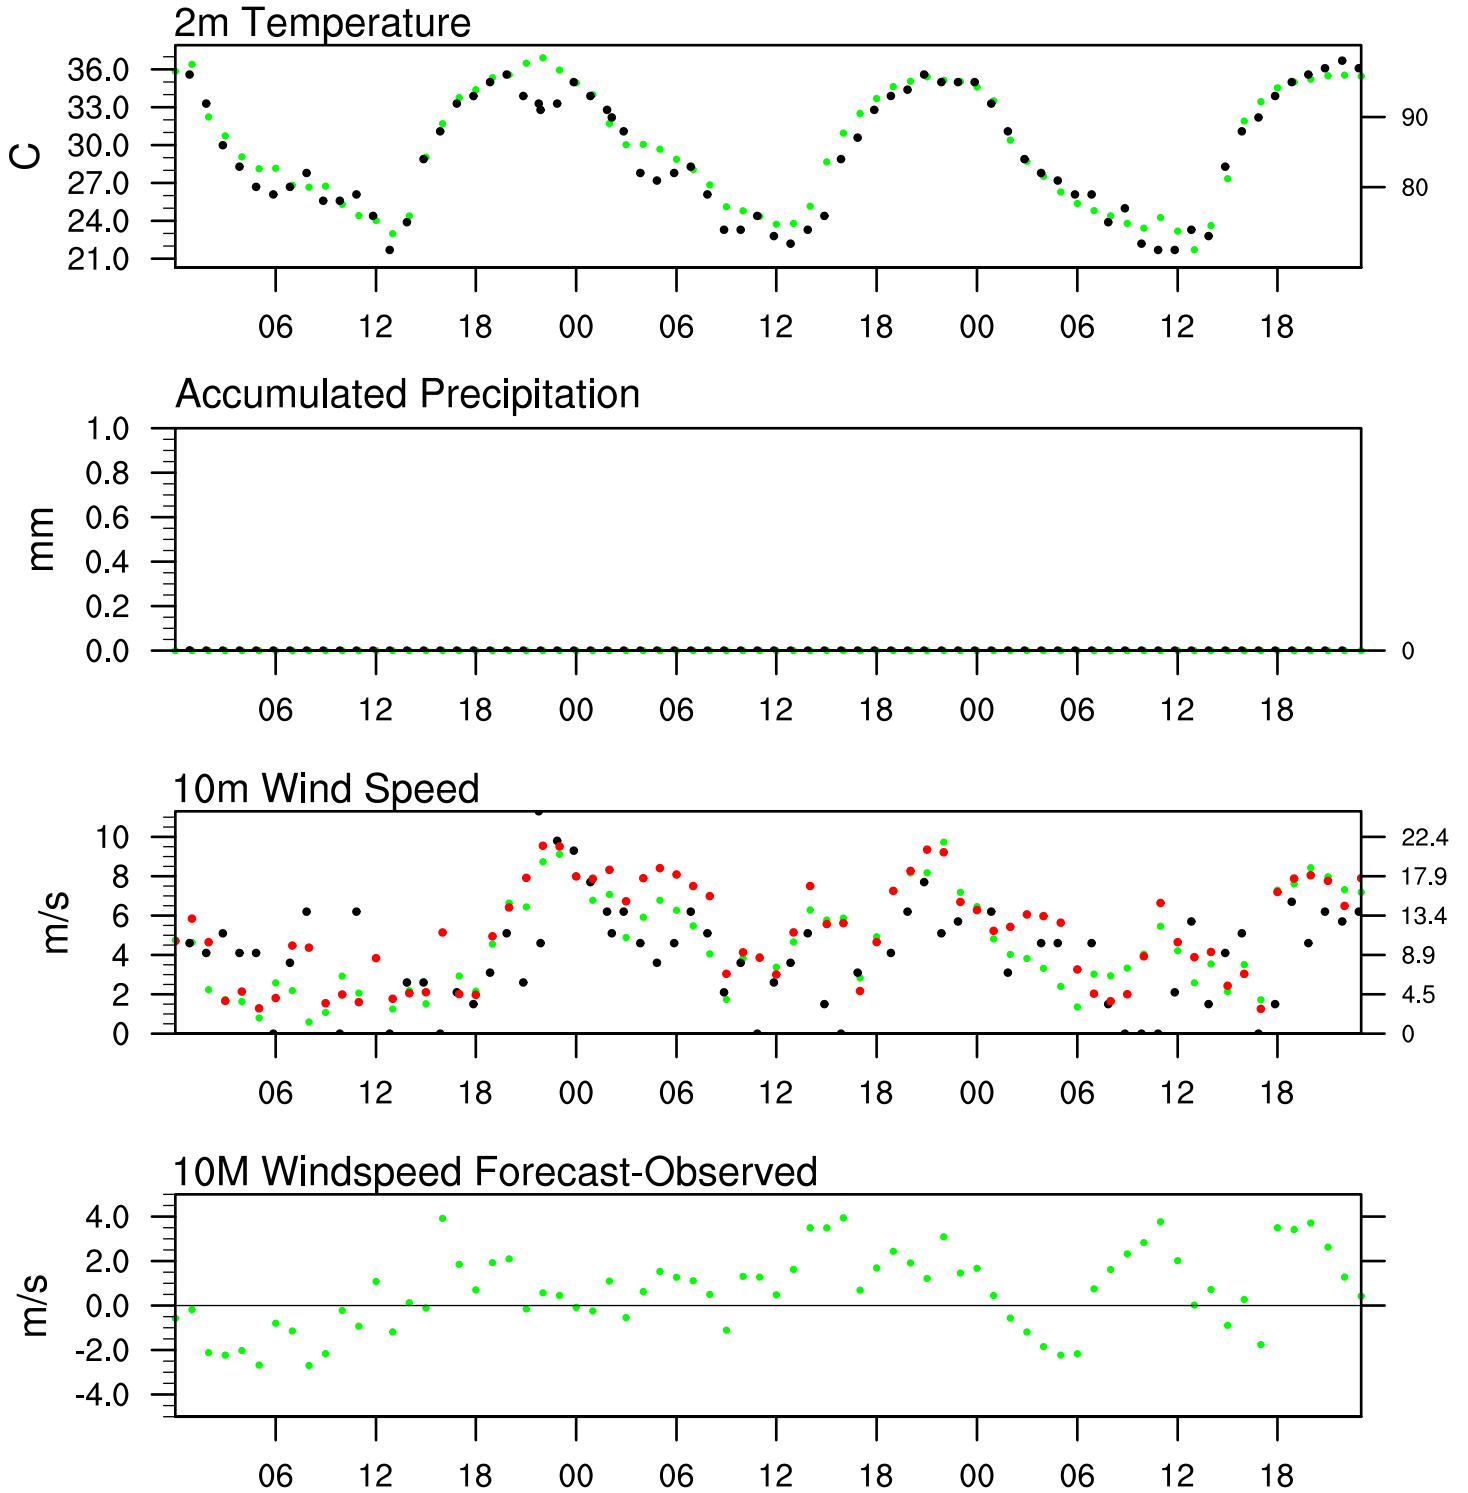 2m Temperature
36.0
33.0
30.0
27.0
24.0
21.0
C
90
80
06 12 18 00 06 12 18 00 06 12 18
Accumulated Precipitation
1.0
0.8
0.6
0.4
0.2
0.0
mm
0
06 12 18 00 06 12 18 00 06 12 18
10m Wind Speed
10
8
6
4
2
0
m/s
22.4
17.9
13.4
8.9
4.5
0
06 12 18 00 06 12 18 00 06 12 18
10M Windspeed Forecast-Observed
4.0
2.0
0.0
-2.0
-4.0
m/s
06 12 18 00 06 12 18 00 06 12 18